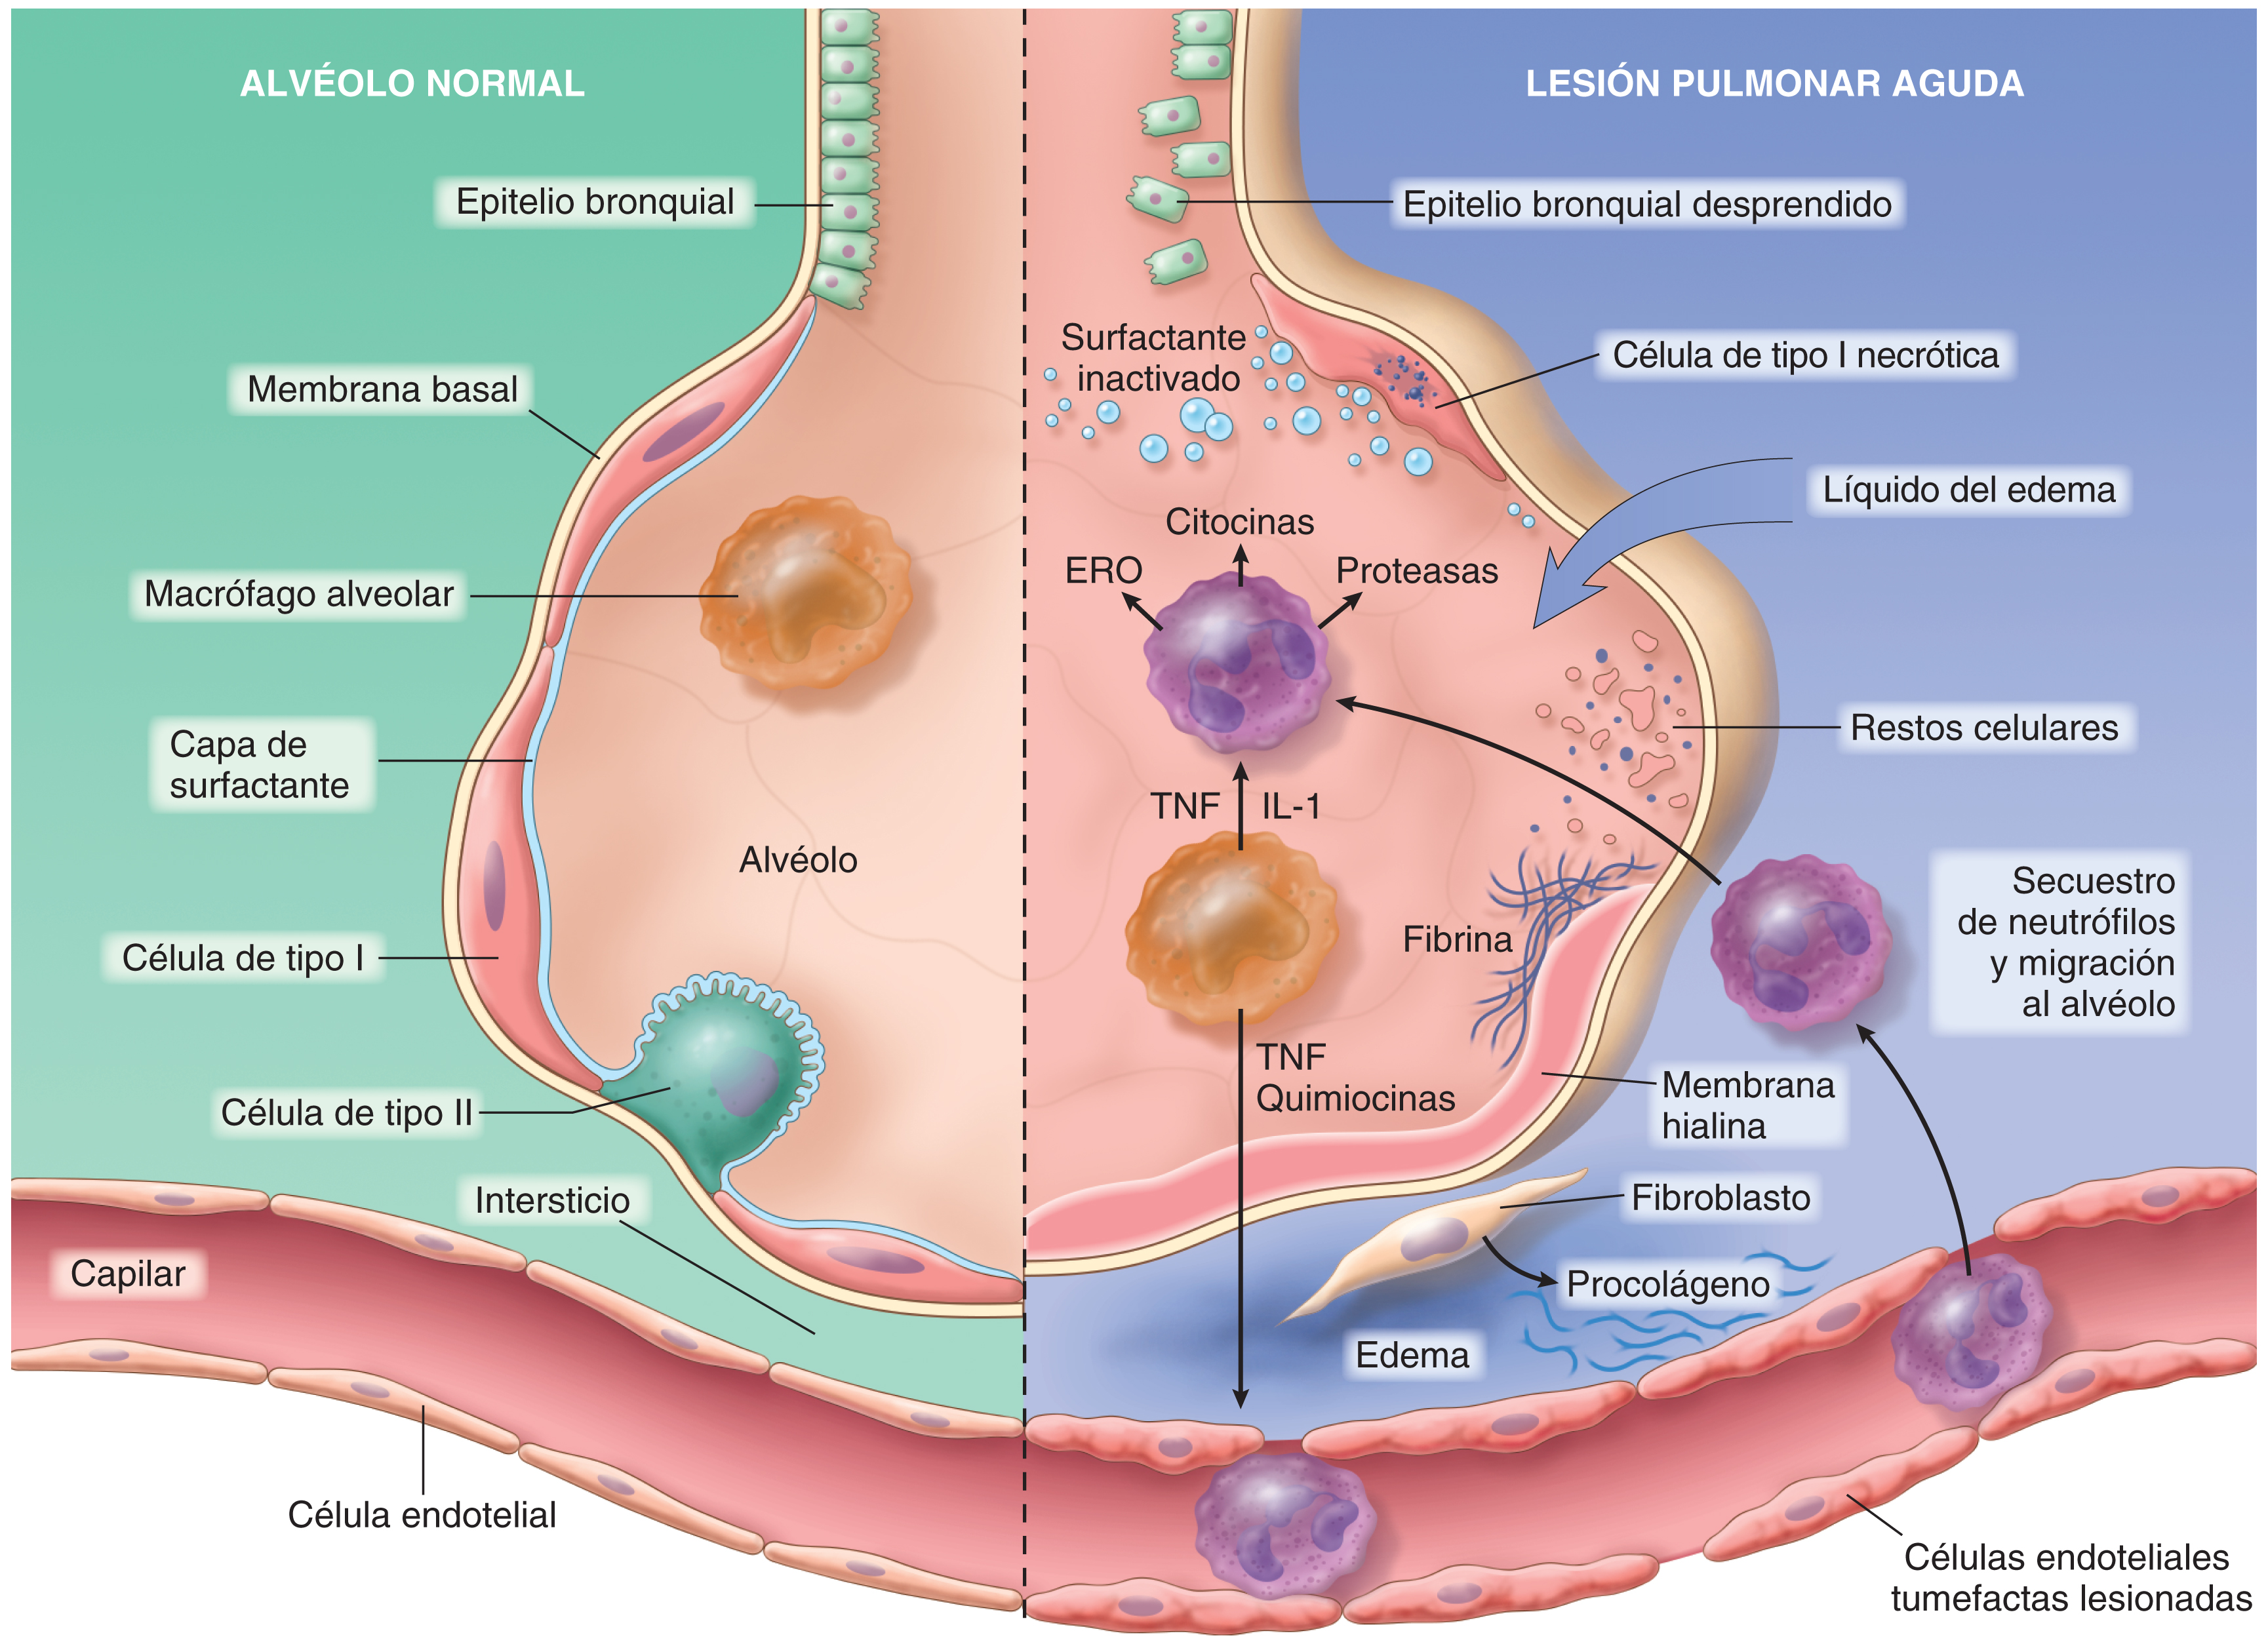 ALVÉOLO NORMAL
Epitelio bronquial
Membrana basal
Macrófago alveolar
Capa de
surfactante
Alvéolo
Célula de tipo I
Célula de tipo II
Intersticio
Capilar
Célula endotelial
LESIÓN PULMONAR AGUDA
Epitelio bronquial desprendido
Surfactante
inactivado
Célula de tipo I necrótica
Líquido del edema
Citocinas
ERO
Proteasas
Restos celulares
TNF
IL-1
Fibrina
Secuestro
de neutrófilos
y migración
al alvéolo
TNF
Quimiocinas
Membrana
hialina
Fibroblasto
Procolágeno
Edema
Células endoteliales
tumefactas lesionadas